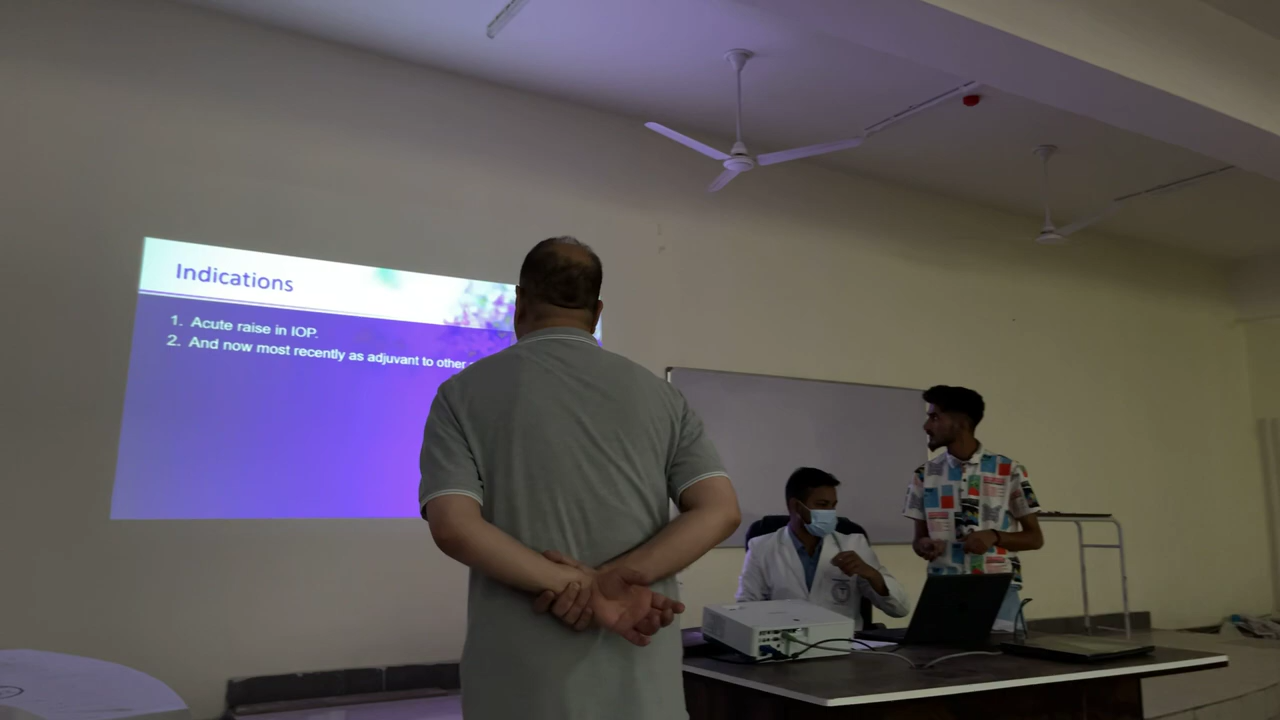 Indications
1. Acute raise in IOP.
2. And now most recently as adjuvant to other